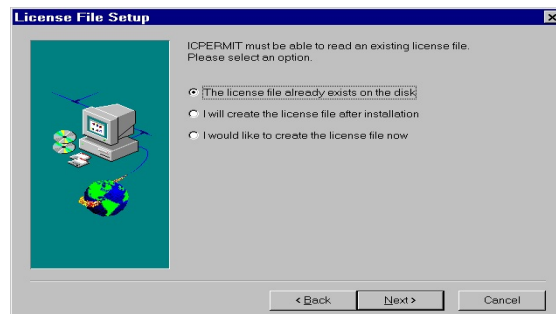 License File Setup
ICPERMIT must be able to read an existing license file.
Please select an option.
The license file already exists on the disk
I will create the license file after installation
I would like to create the license file now
< Back
Next >
Cancel